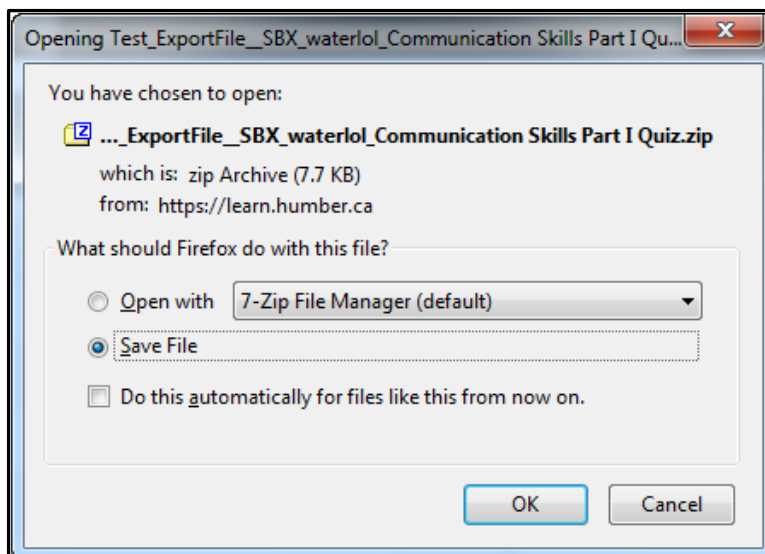 Opening Test_ExportFile__SBX_waterlol_Communication Skills Part I Qu...
You have chosen to open:
..._ExportFile__SBX_waterlol_Communication Skills Part I Quiz.zip
which is: zip Archive (7.7 KB)
from: https://learn.humber.ca
What should Firefox do with this file?
Open with 7-Zip File Manager (default)
Save File
Do this automatically for files like this from now on.
OK Cancel